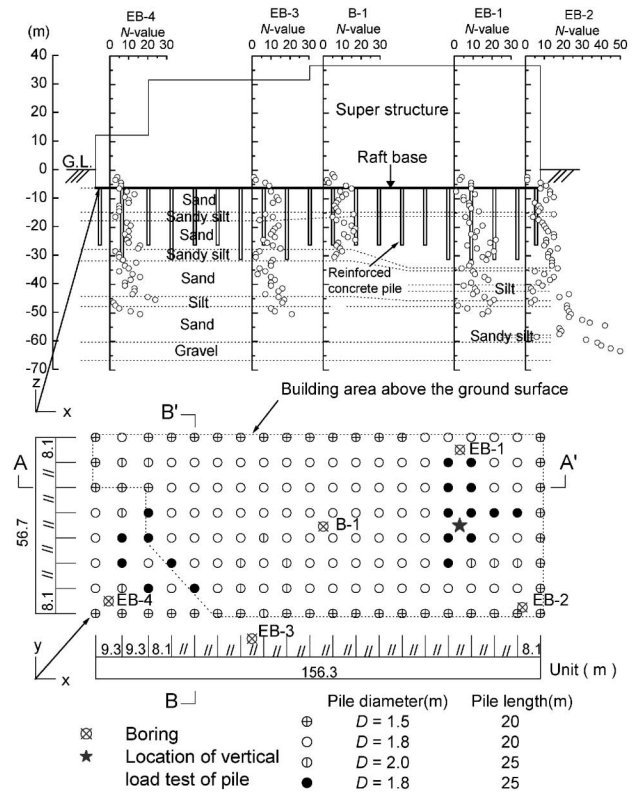 EB-4 EB-3 B-1 EB-1 EB-2
(m) N-value N-value N-value N-value N-value
0 10 20 30 0 10 20 30 0 10 20 30 0 10 20 30 0 10 20 30 40 50
40
30
20
10
0
-10
-20
-30
-40
-50
-60
-70
Super structure
G.L.
Raft base
Sand
Sandy silt
Sand
Sandy silt
Sand
Silt
Sand
Gravel
Reinforced
concrete pile
Silt
Sandy silt
z
x
Building area above the ground surface
B'
A A'
8.1
//
//
//
//
//
8.1
56.7
EB-1
B-1
EB-4
EB-2
EB-3
y
x
9.3 9.3 8.1 // // // // // // // // // // // // // // // 8.1
156.3 Unit ( m )
B
Pile diameter(m) Pile length(m)
Boring
Location of vertical
load test of pile
D = 1.5 20
D = 1.8 20
D = 2.0 25
D = 1.8 25